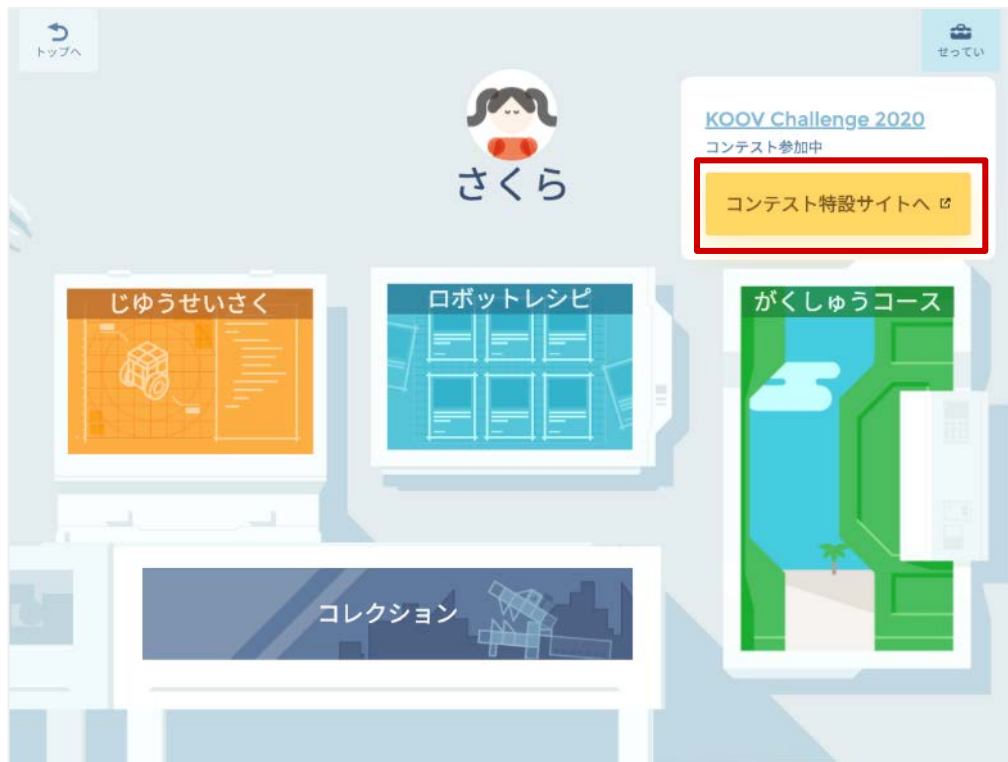 トップへ
せってい
さくら
KOOV Challenge 2020
コンテスト参加中
コンテスト特設サイトへ
じゆうせいさく
ロボットレシピ
がくしゅうコース
コレクション